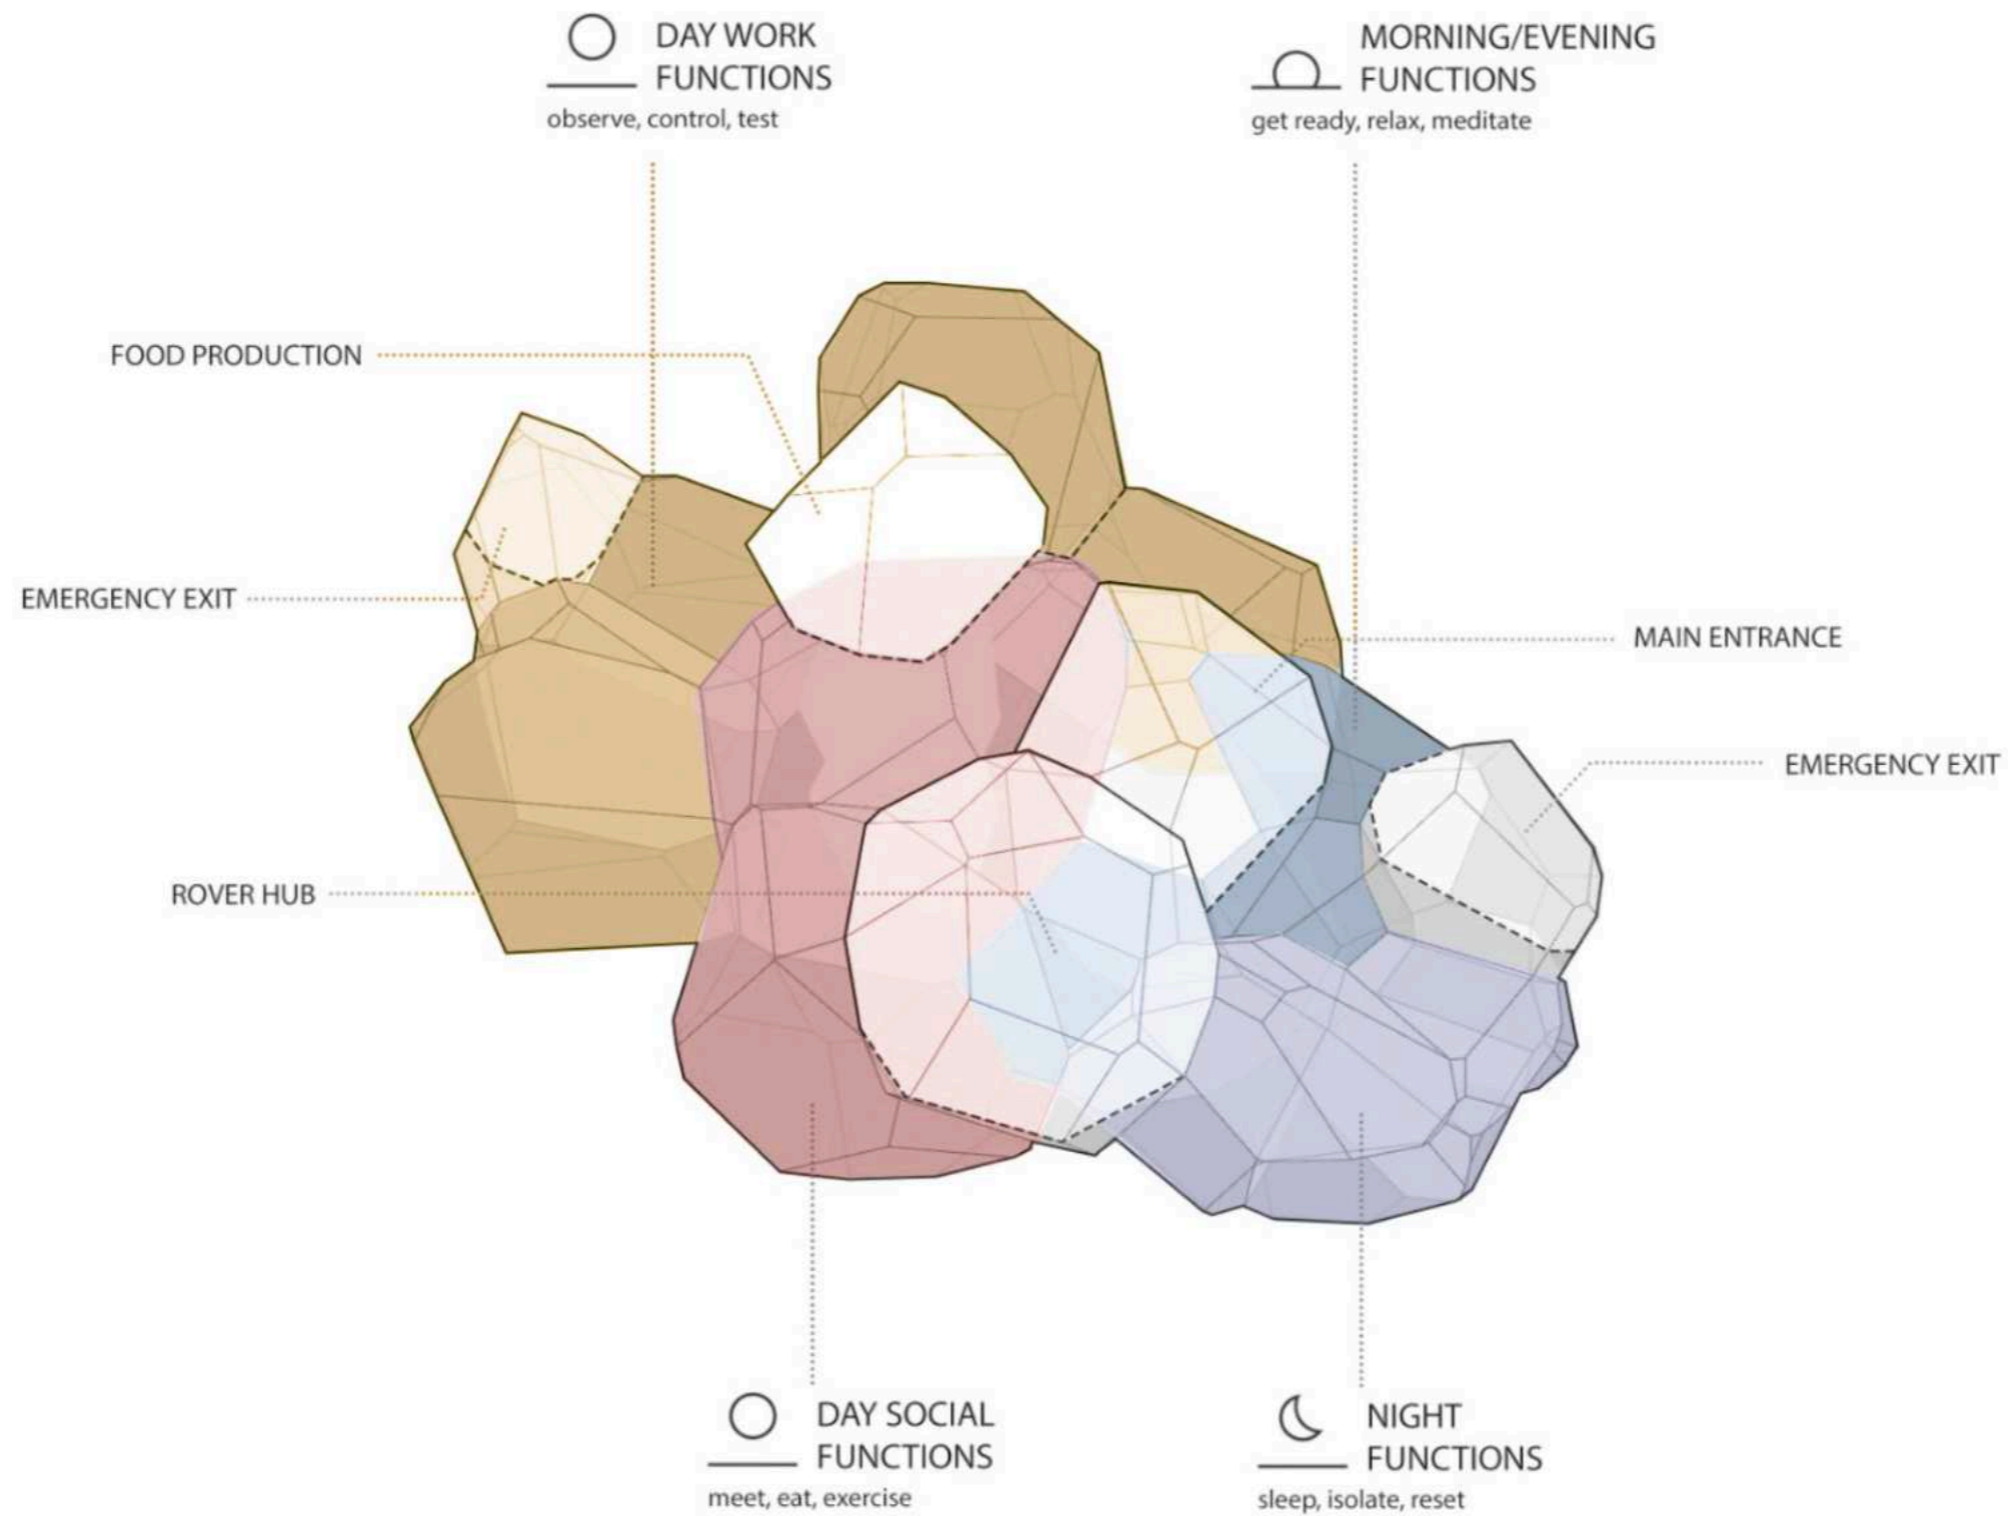 DAY WORK
FUNCTIONS
observe, control, test
MORNING/EVENING
FUNCTIONS
get ready, relax, meditate
FOOD PRODUCTION
EMERGENCY EXIT
MAIN ENTRANCE
EMERGENCY EXIT
ROVER HUB
DAY SOCIAL
FUNCTIONS
meet, eat, exercise
NIGHT
FUNCTIONS
sleep, isolate, reset